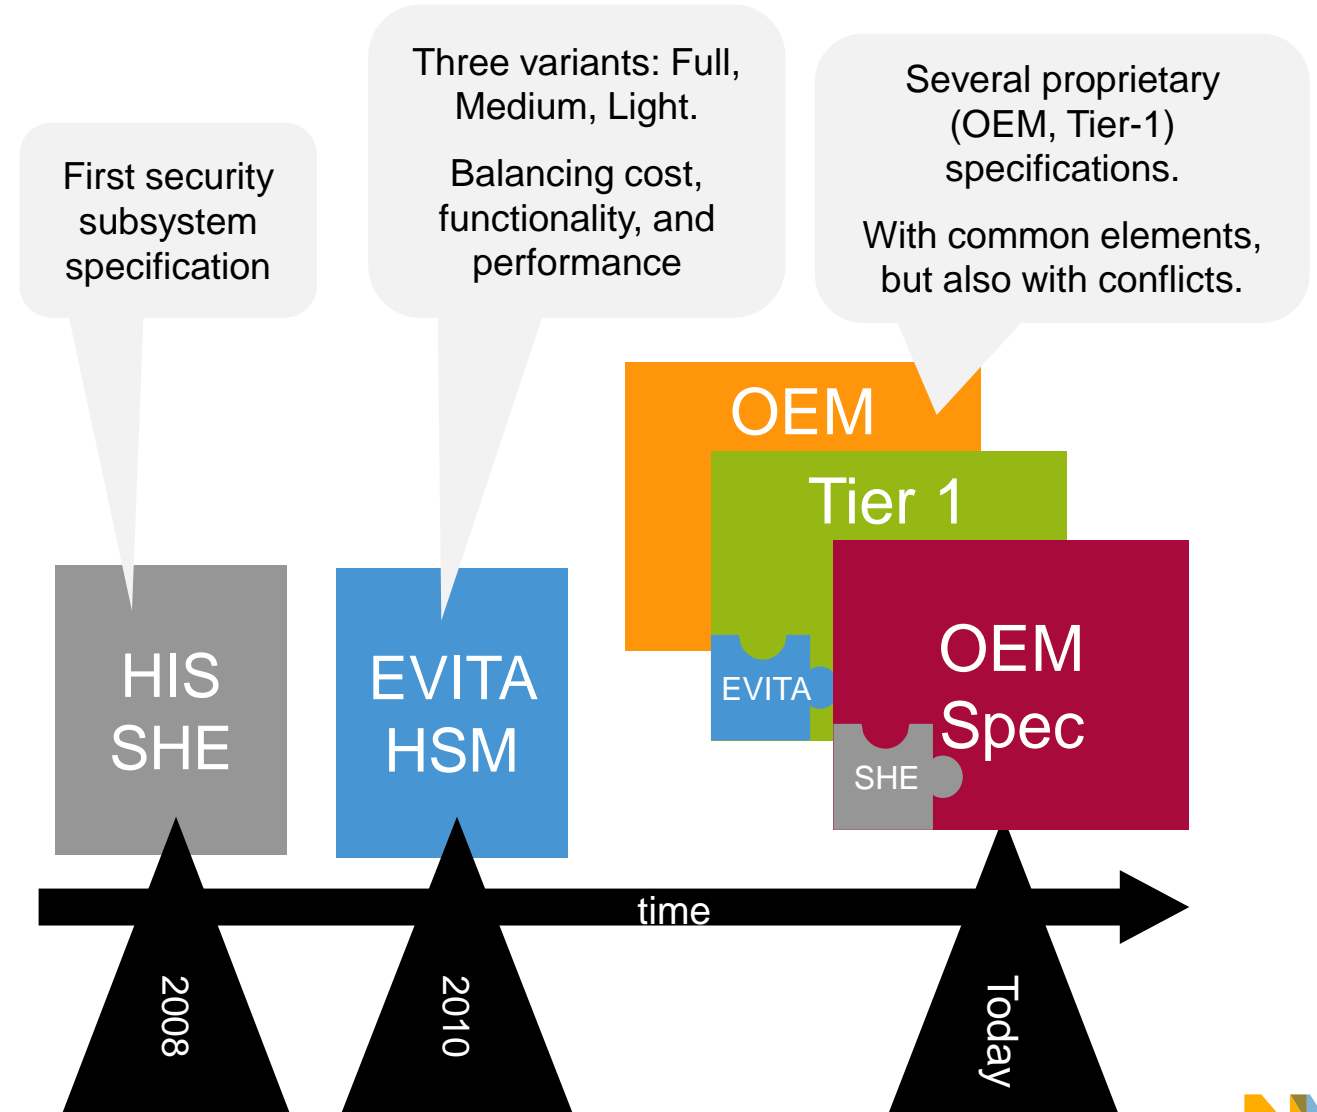 Three variants: Full,
Medium, Light.
Balancing cost,
functionality, and
performance
Several proprietary
(OEM, Tier-1)
specifications.
With common elements,
but also with conflicts.
First security
subsystem
specification
OEM
Tier 1
HIS
SHE
EVITA
HSM
EVITA
OEM
Spec
SHE
time
2008
2010
Today